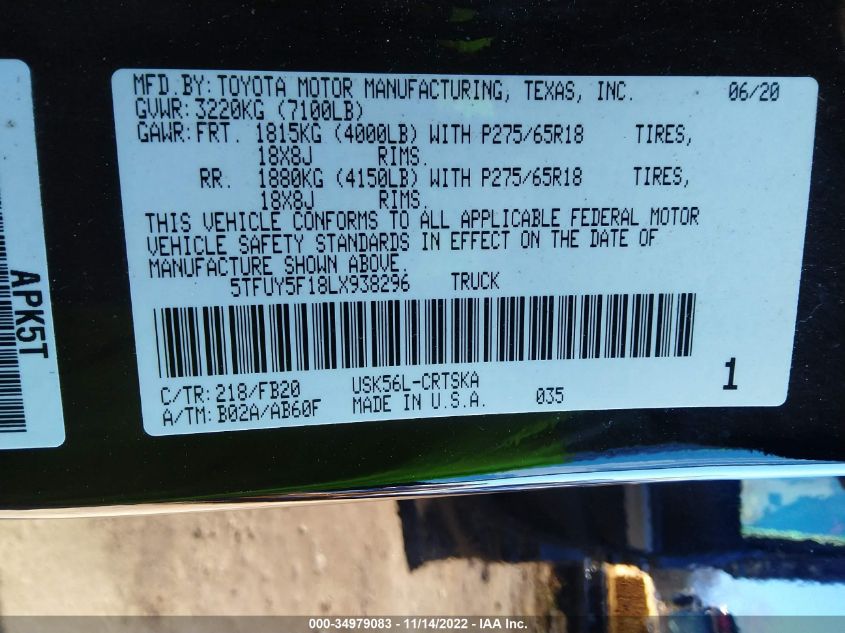 MFD.BY: TOYOTA MOTOR MANUFACTURING, TEXAS, INC. 06/20
GVWR: 3220KG (7100LB)
GAWR: FRT. 1815KG (4000LB) WITH P275/65R18 TIRES,
18X8J RIMS.
RR. 1880KG (4150LB) WITH P275/65R18 TIRES,
18X8J RIMS.
THIS VEHICLE CONFORMS TO ALL APPLICABLE FEDERAL MOTOR
VEHICLE SAFETY STANDARDS IN EFFECT ON THE DATE OF
MANUFACTURE SHOWN ABOVE
5TFUY5F18LX938296 TRUCK
C/TR: 218/FB20 USK56L-CRTSKA
A/TM: B02A/AB60F MADE IN U.S.A. 035 1
APK5T
000-34979083 - 11/14/2022 - IAA Inc.